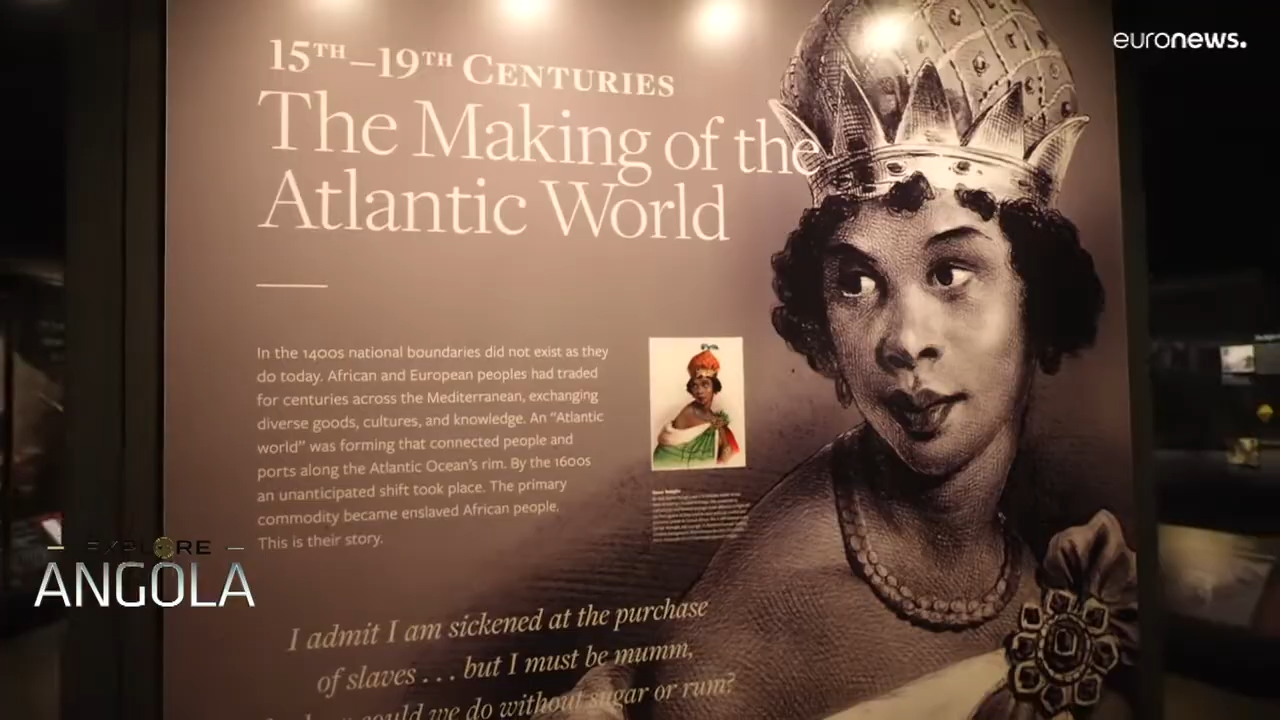 euronews.
15TH–19TH CENTURIES
The Making of the
Atlantic World
In the 1400s national boundaries did not exist as they
do today. African and European peoples had traded
for centuries across the Mediterranean, exchanging
diverse goods, cultures, and knowledge. An “Atlantic
world” was forming that connected people and
ports along the Atlantic Ocean’s rim. By the 1600s
an unanticipated shift took place. The primary
commodity became enslaved African people.
This is their story.
I admit I am sickened at the purchase
of slaves . . . but I must be mumm,
could we do without sugar or rum?
EXPLORE
ANGOLA